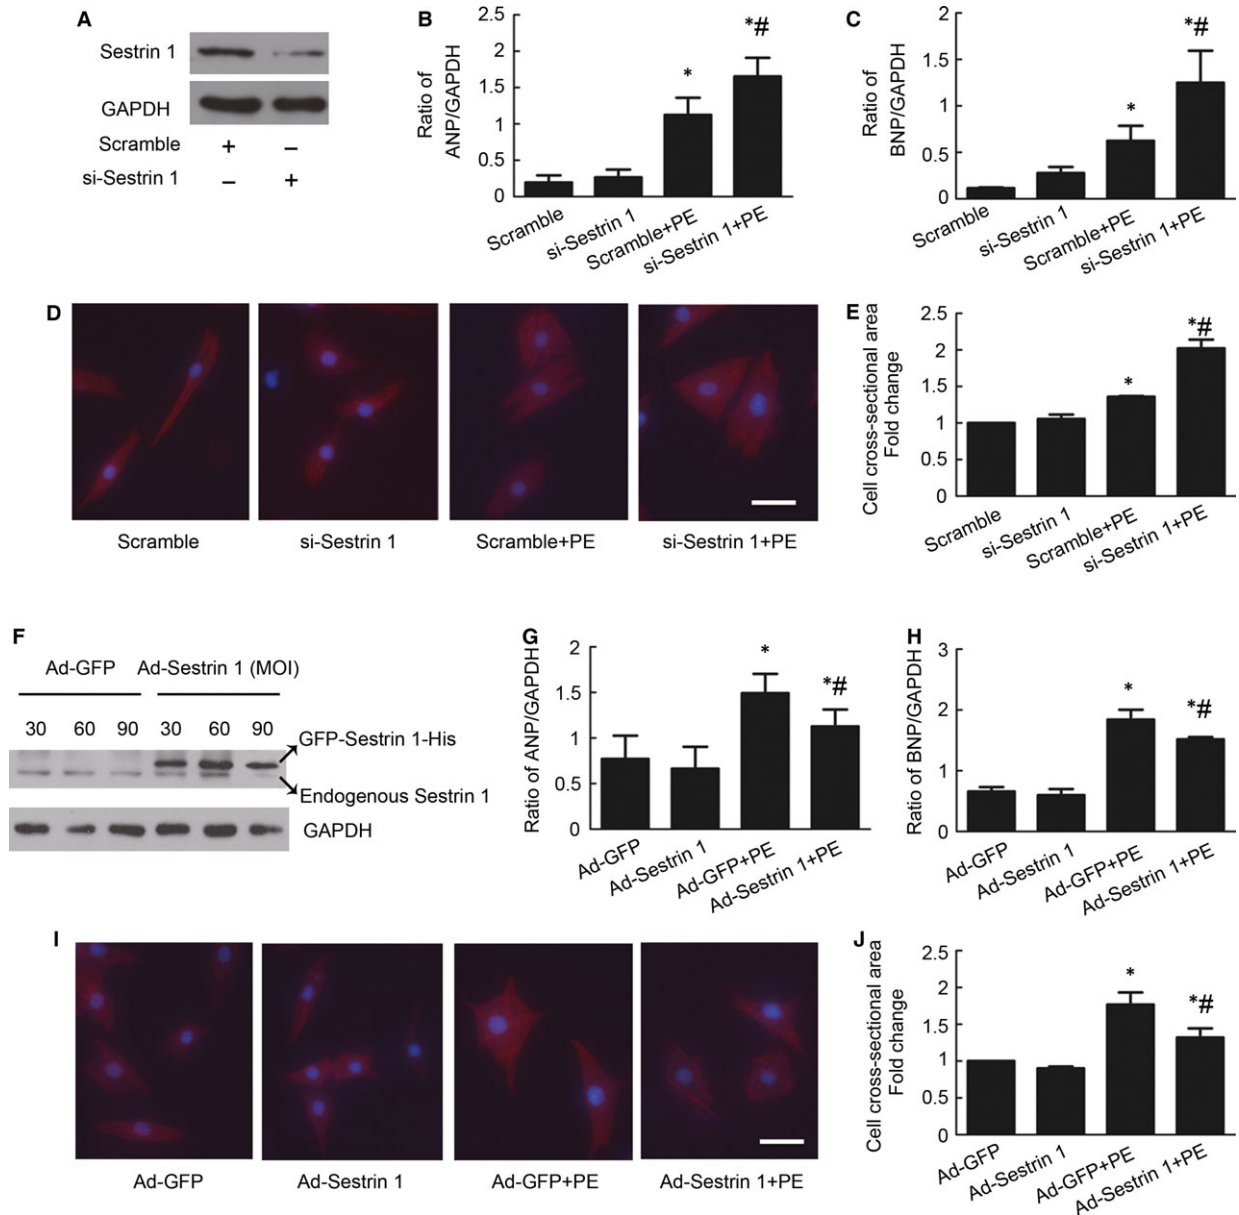 A
Sestrin 1
GAPDH
Scramble + –
si-Sestrin 1 – +
B
Ratio of
ANP/GAPDH
2.5
2
1.5
1
0.5
0
*
*#
Scramble
si-Sestrin 1
Scramble+PE
si-Sestrin 1+PE
C
Ratio of
BNP/GAPDH
2
1.5
1
0.5
0
*
*#
Scramble
si-Sestrin 1
Scramble+PE
si-Sestrin 1+PE
D
Scramble
si-Sestrin 1
Scramble+PE
si-Sestrin 1+PE
E
Cell cross-sectional area
Fold change
2.5
2
1.5
1
0.5
0
*
*#
Scramble
si-Sestrin 1
Scramble+PE
si-Sestrin 1+PE
F
Ad-GFP Ad-Sestrin 1 (MOI)
30 60 90 30 60 90
GFP-Sestrin 1-His
Endogenous Sestrin 1
GAPDH
G
Ratio of ANP/GAPDH
2
1.5
1
0.5
0
*
*#
Ad-GFP
Ad-Sestrin 1
Ad-GFP+PE
Ad-Sestrin 1+PE
H
Ratio of BNP/GAPDH
3
2
1
0
*
*#
Ad-GFP
Ad-Sestrin 1
Ad-GFP+PE
Ad-Sestrin 1+PE
I
Ad-GFP
Ad-Sestrin 1
Ad-GFP+PE
Ad-Sestrin 1+PE
J
Cell cross-sectional area
Fold change
2.5
2
1.5
1
0.5
0
*
*#
Ad-GFP
Ad-Sestrin 1
Ad-GFP+PE
Ad-Sestrin 1+PE